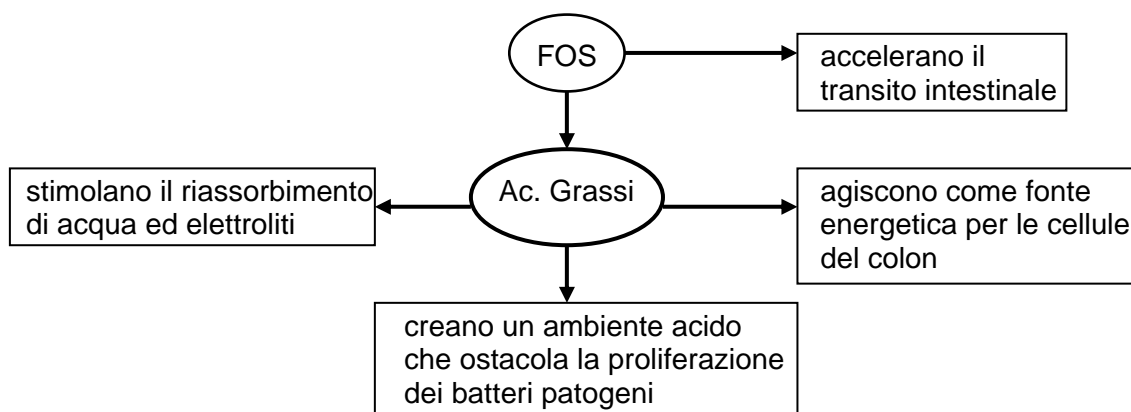 FOS
accelerano il
transito intestinale
stimolano il riassorbimento
di acqua ed elettroliti
Ac. Grassi
agiscono come fonte
energetica per le cellule
del colon
creano un ambiente acido
che ostacola la proliferazione
dei batteri patogeni